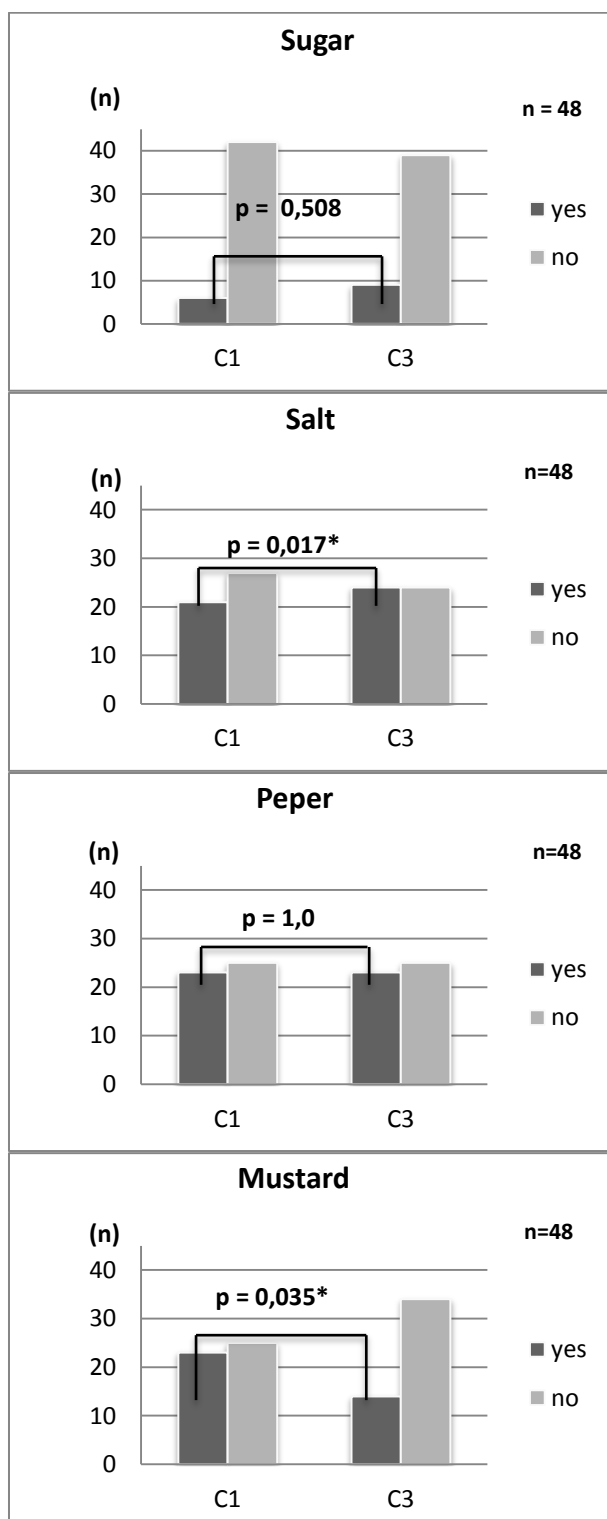 Sugar
(n)
n = 48
40
30
20
10
0
p = 0,508
yes
no
C1 C3
Salt
(n)
n=48
40
30
20
10
0
p = 0,017*
yes
no
C1 C3
Peper
(n)
n=48
40
30
20
10
0
p = 1,0
yes
no
C1 C3
Mustard
(n)
n=48
40
30
20
10
0
p = 0,035*
yes
no
C1 C3